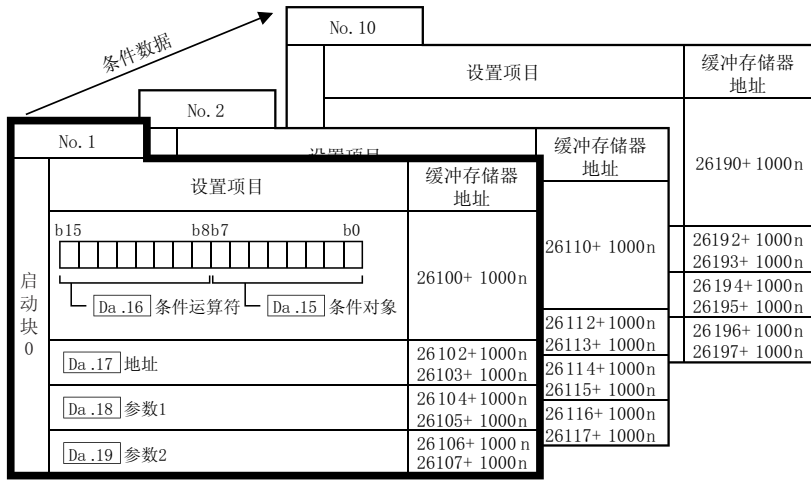 条件数据
No.10
设置项目
缓冲存储器
地址
26190+1000n
26192+1000n
26193+1000n
26194+1000n
26195+1000n
26196+1000n
26197+1000n
No.2
设置项目
缓冲存储器
地址
26110+1000n
26112+1000n
26113+1000n
26114+1000n
26115+1000n
26116+1000n
26117+1000n
No.1
启动块0
设置项目
缓冲存储器
地址
b15 b8b7 b0
Da.16 条件运算符 Da.15 条件对象
26100+1000n
Da.17 地址
26102+1000n
26103+1000n
Da.18 参数1
26104+1000n
26105+1000n
Da.19 参数2
26106+1000n
26107+1000n